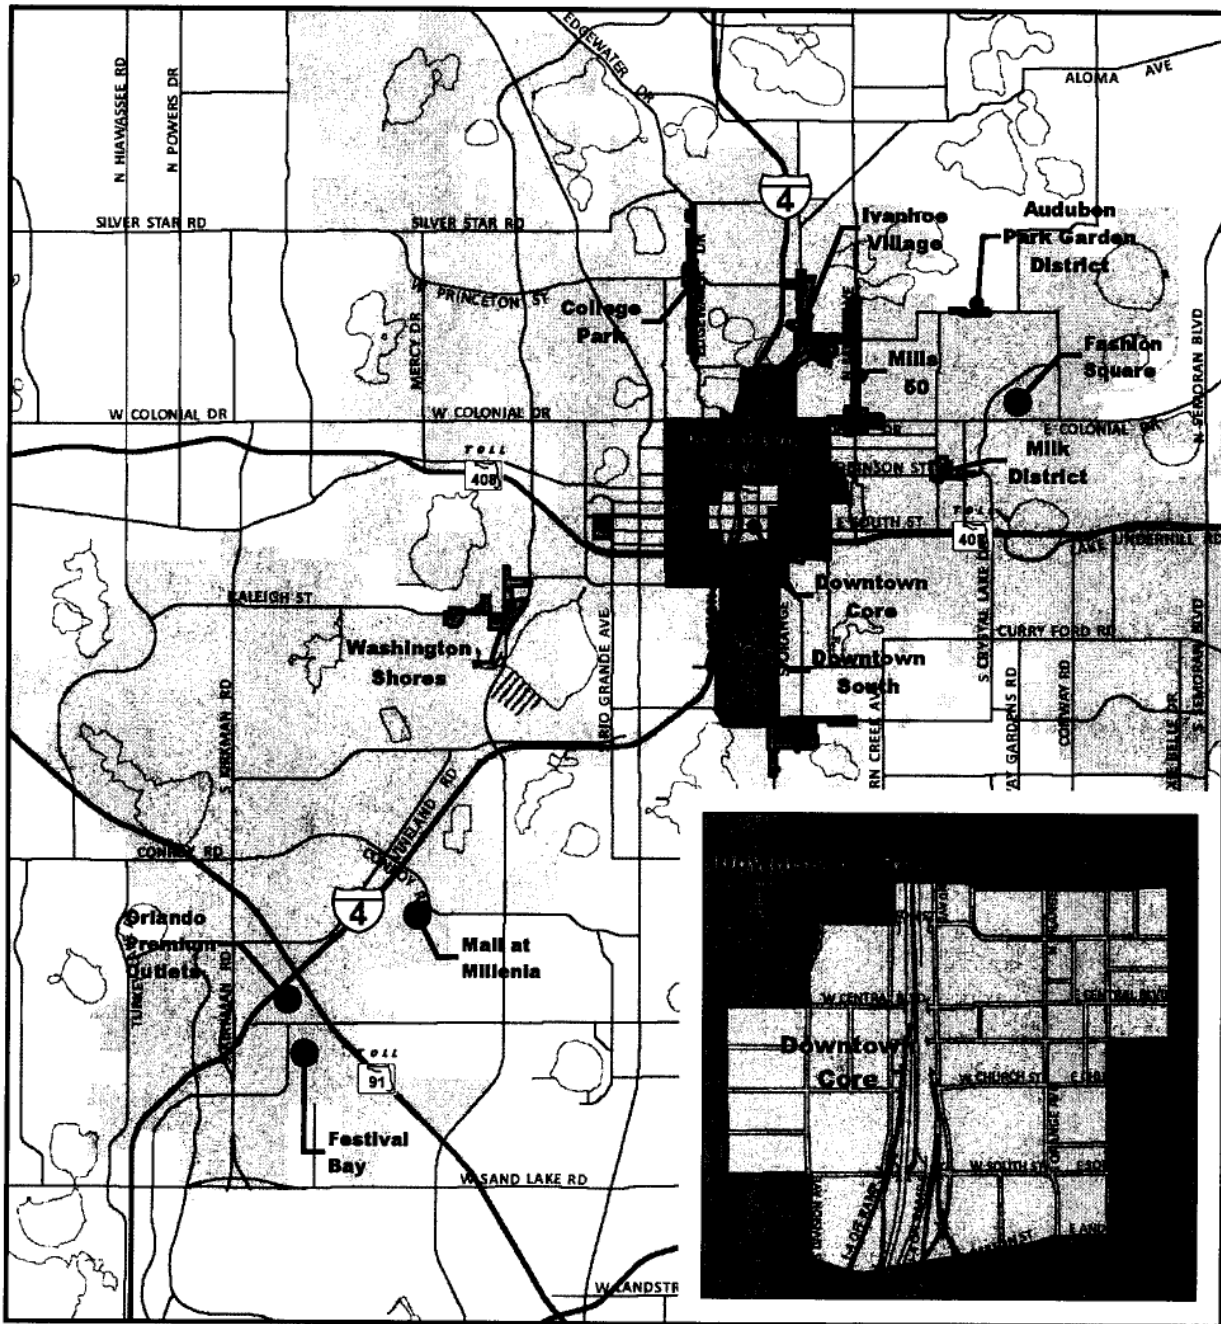 EDGEWATER DR
ALOMA AVE
N HIAWASSEE RD
N POWERS DR
4
SILVER STAR RD
SILVER STAR RD
Ivanhoe
Village
Audubon
Park Garden
District
W PRINCETON ST
College
Park
MERCY DR
Mills
50
Fashion
Square
N SEMORAN BLVD
W COLONIAL DR
W COLONIAL DR
E COLONIAL DR
Milk
District
TOLL
408
TOLL
E SOUTH ST
RALEIGH ST
Washington
Shores
RIO GRANDE AVE
Downtown
Core
S CRYSTAL LAKE DR
CURRY FORD RD
Downtown
South
S SEMORAN BLVD
CONWAY RD
S KIRKMAN RD
CONROY RD
4
Orlando
Premium
Outlets
Mall at
Millenia
W CENTRAL BLVD
E CENTRAL BLVD
Downtown
Core
W CHURCH ST
TOLL
91
Festival
Bay
W SOUTH ST
W SAND LAKE RD